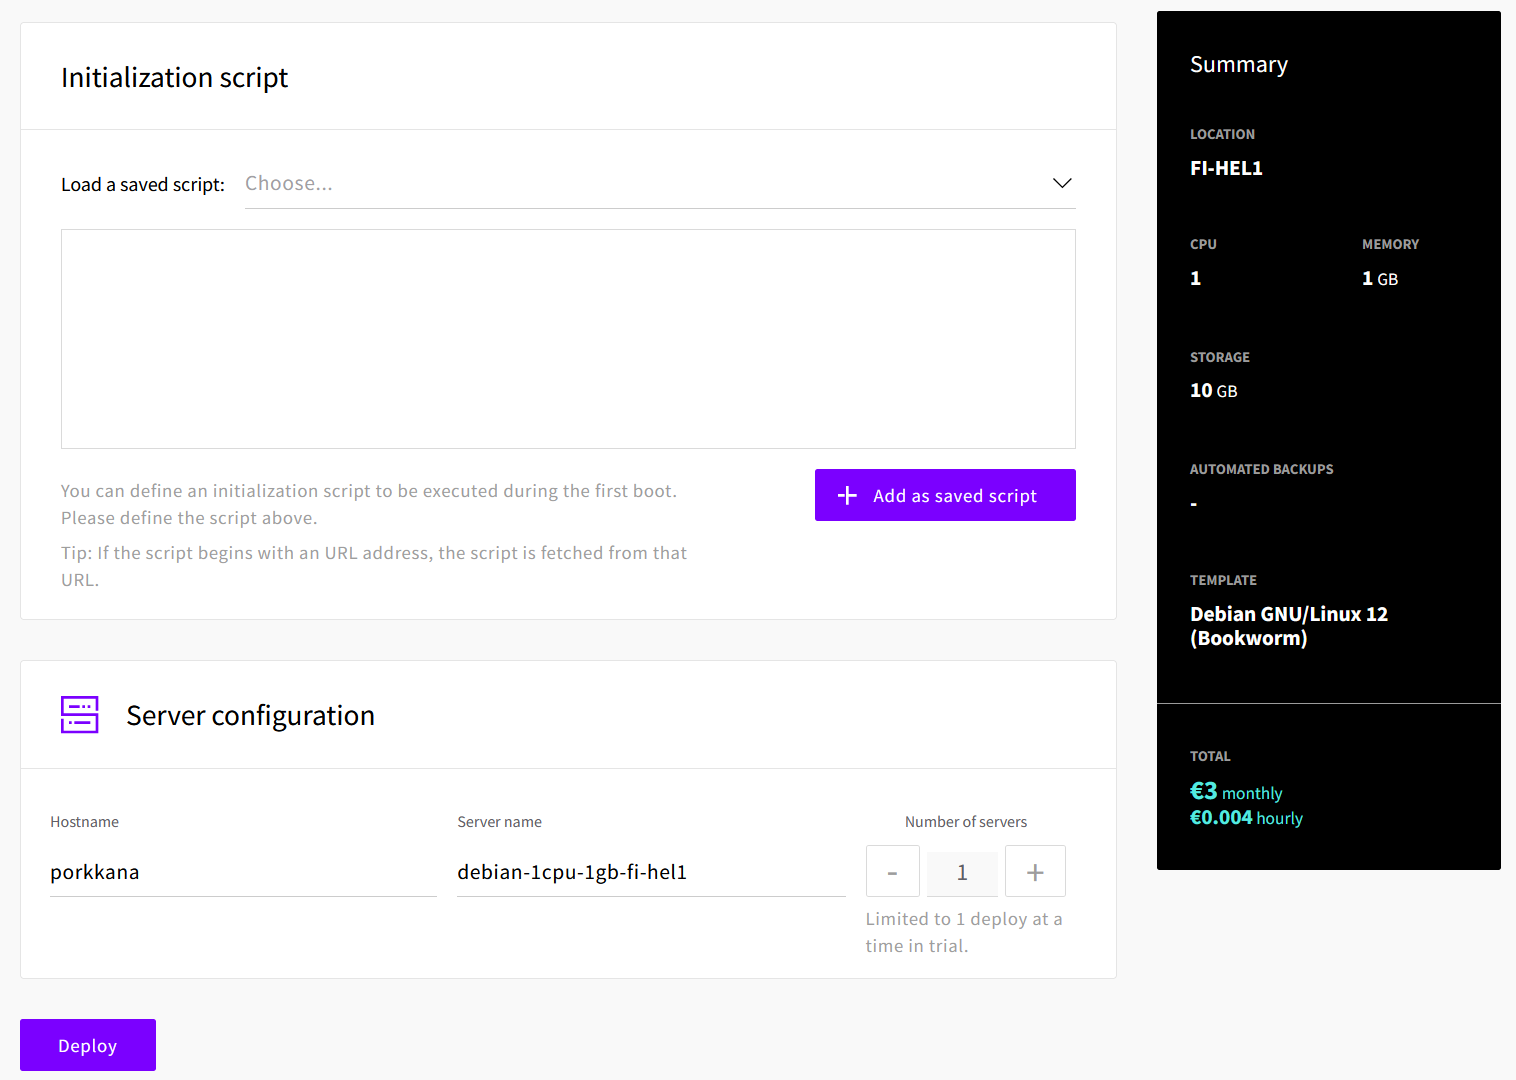 Initialization script
Load a saved script:
Choose...
You can define an initialization script to be executed during the first boot.
Please define the script above.
Tip: If the script begins with an URL address, the script is fetched from that
URL.
+ Add as saved script
Server configuration
Hostname
porkkana
Server name
debian-1cpu-1gb-fi-hel1
Number of servers
- 1 +
Limited to 1 deploy at a
time in trial.
Deploy
Summary
LOCATION
FI-HEL1
CPU
1
MEMORY
1 GB
STORAGE
10 GB
AUTOMATED BACKUPS
-
TEMPLATE
Debian GNU/Linux 12
(Bookworm)
TOTAL
€3 monthly
€0.004 hourly